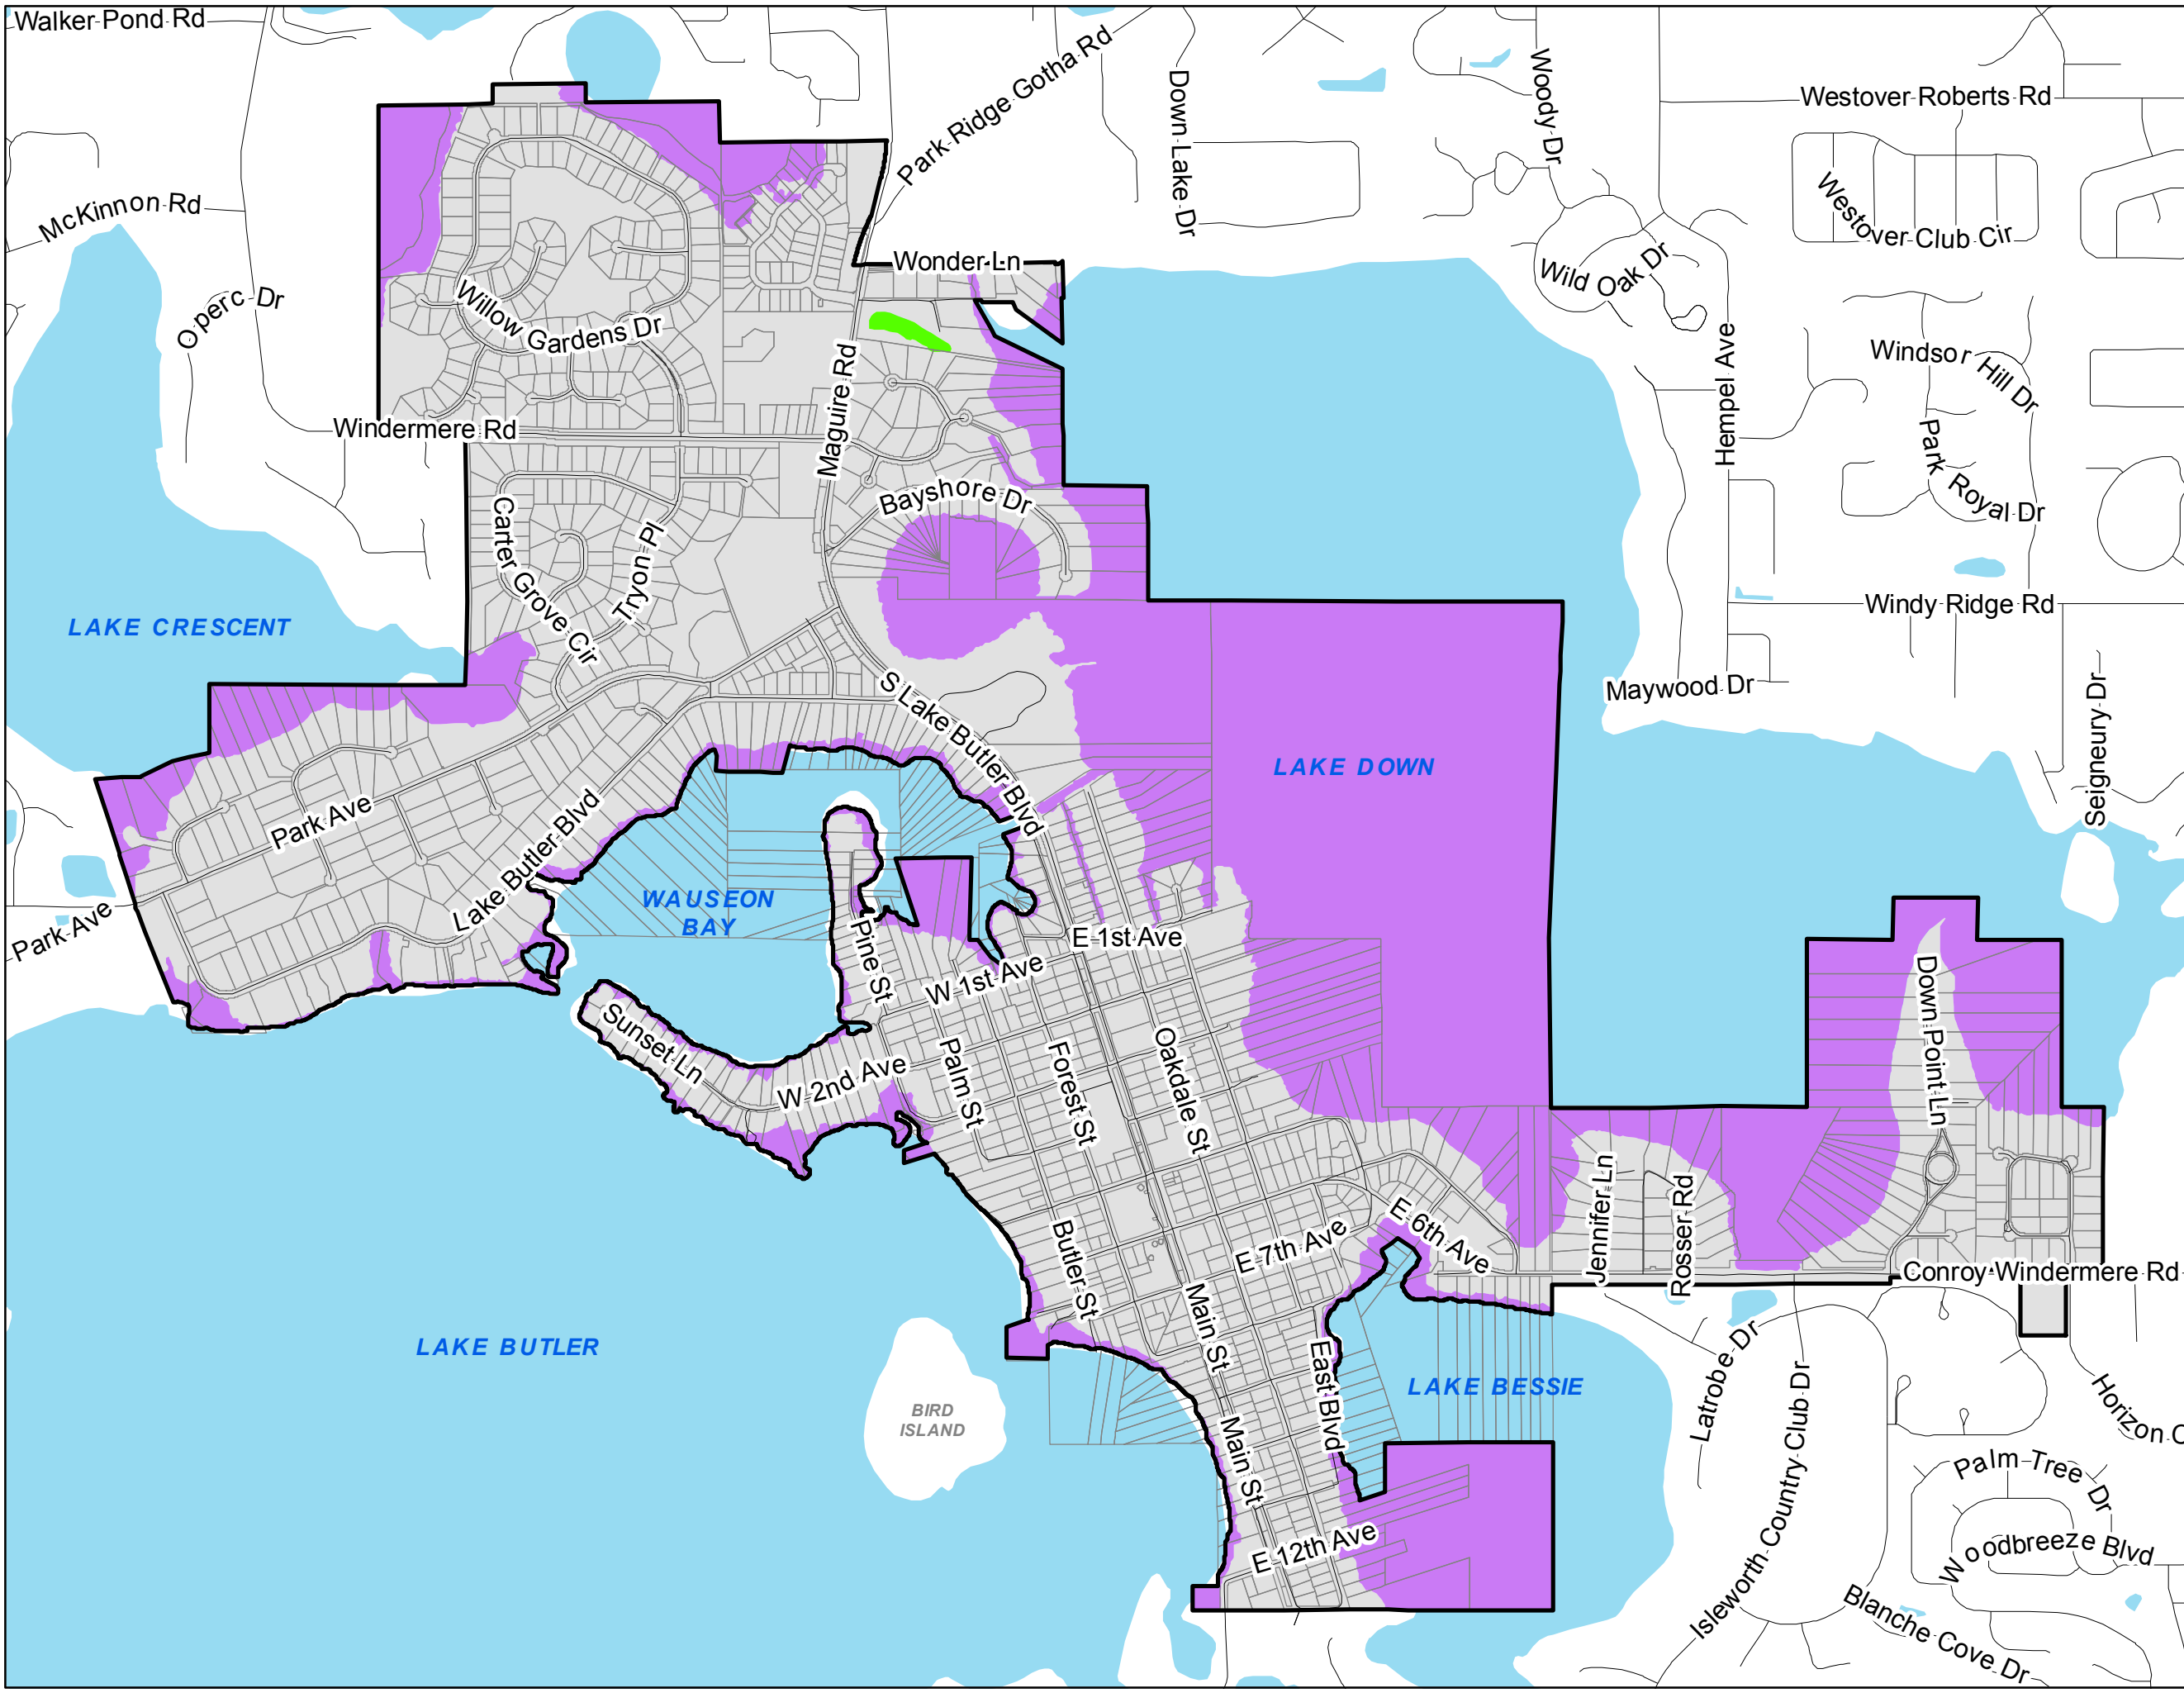 Walker Pond Rd
Park Ridge Gotha Rd
Down Lake Dr
Woody Dr
Westover Roberts Rd
McKinnon Rd
Westover Club Cir
Wonder Ln
Wild Oak Dr
Operc Dr
Willow Gardens Dr
Windsor Hill Dr
Maguire Rd
Hempel Ave
Windermere Rd
Park Royal Dr
Bayshore Dr
Carter Grove Cir
Tryon Pl
Windy Ridge Rd
LAKE CRESCENT
Maywood Dr
S Lake Butler Blvd
Seigneury Dr
LAKE DOWN
Park Ave
Lake Butler Blvd
WAUSEON
BAY
Park Ave
Pine St
E 1st Ave
W 1st Ave
Down Point Ln
Sunset Ln
W 2nd Ave
Palm St
Forest St
Oakdale St
Jennifer Ln
Rosser Rd
E 6th Ave
E 7th Ave
Butler St
Conroy Windermere Rd
Main St
LAKE BUTLER
East Blvd
LAKE BESSIE
Latrobe Dr
Isleworth Country Club Dr
Horizon C
BIRD
ISLAND
Main St
Palm Tree Dr
E 12th Ave
Woodbreeze Blvd
Blanche Cove Dr